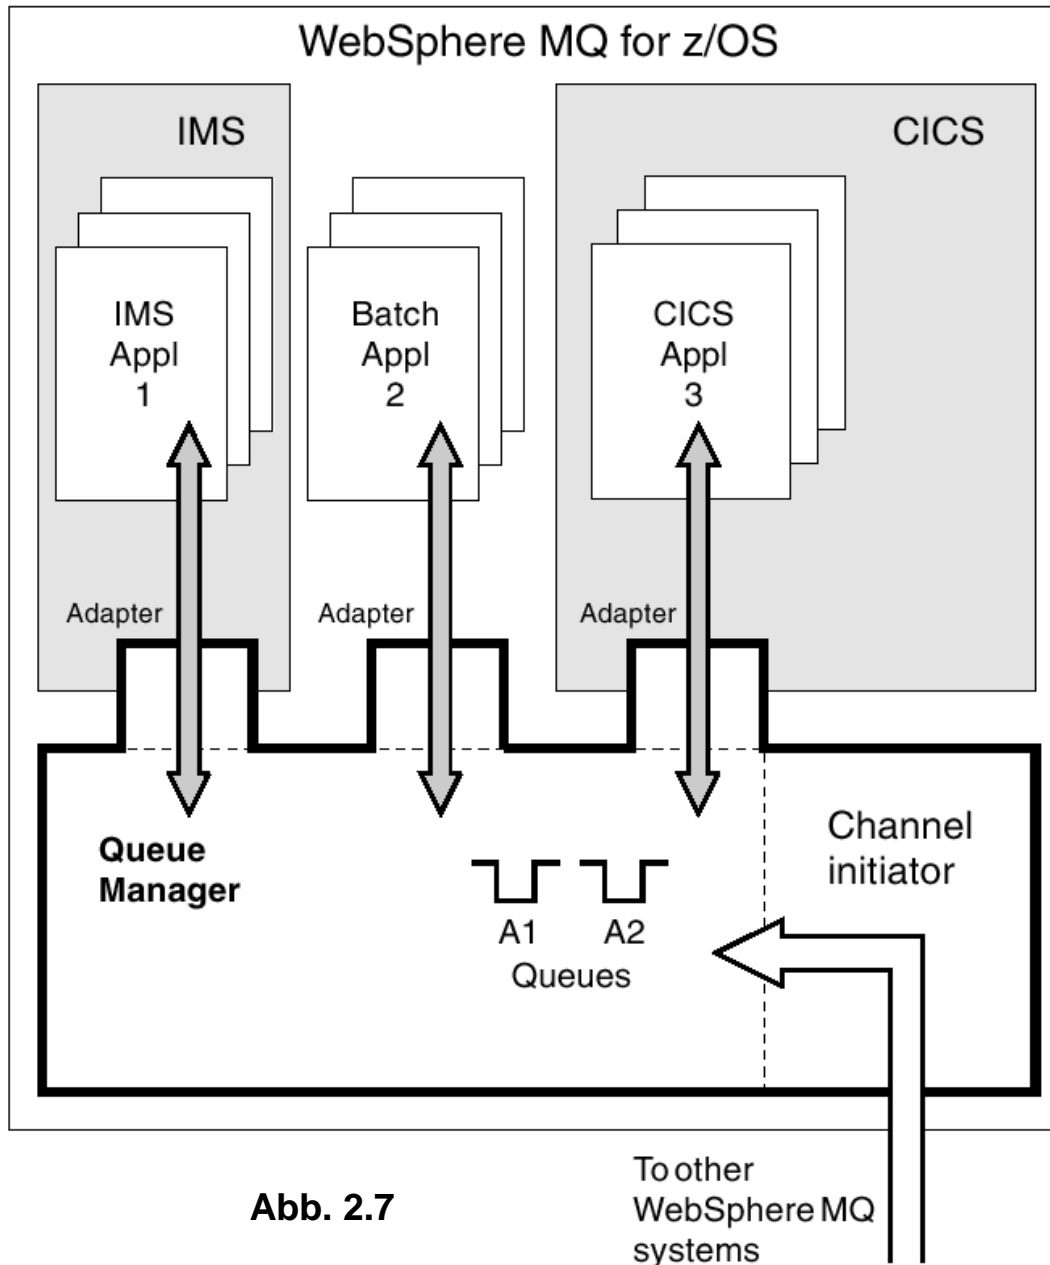 WebSphere MQ for z/OS
IMS
CICS
IMS
Appl
1
Batch
Appl
2
CICS
Appl
3
Adapter
Adapter
Adapter
Queue
Manager
A1
A2
Queues
Channel
initiator
Abb. 2.7
To other
WebSphere MQ
systems